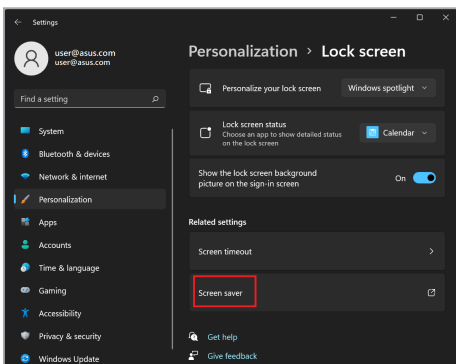 Settings
user@asus.com
user@asus.com
Find a setting
System
Bluetooth & devices
Network & internet
Personalization
Apps
Accounts
Time & language
Gaming
Accessibility
Privacy & security
Windows Update
Personalization > Lock screen
Personalize your lock screen
Windows spotlight
Lock screen status
Choose an app to show detailed status
on the lock screen
Calendar
Show the lock screen background
picture on the sign-in screen
On
Related settings
Screen timeout
Screen saver
Get help
Give feedback